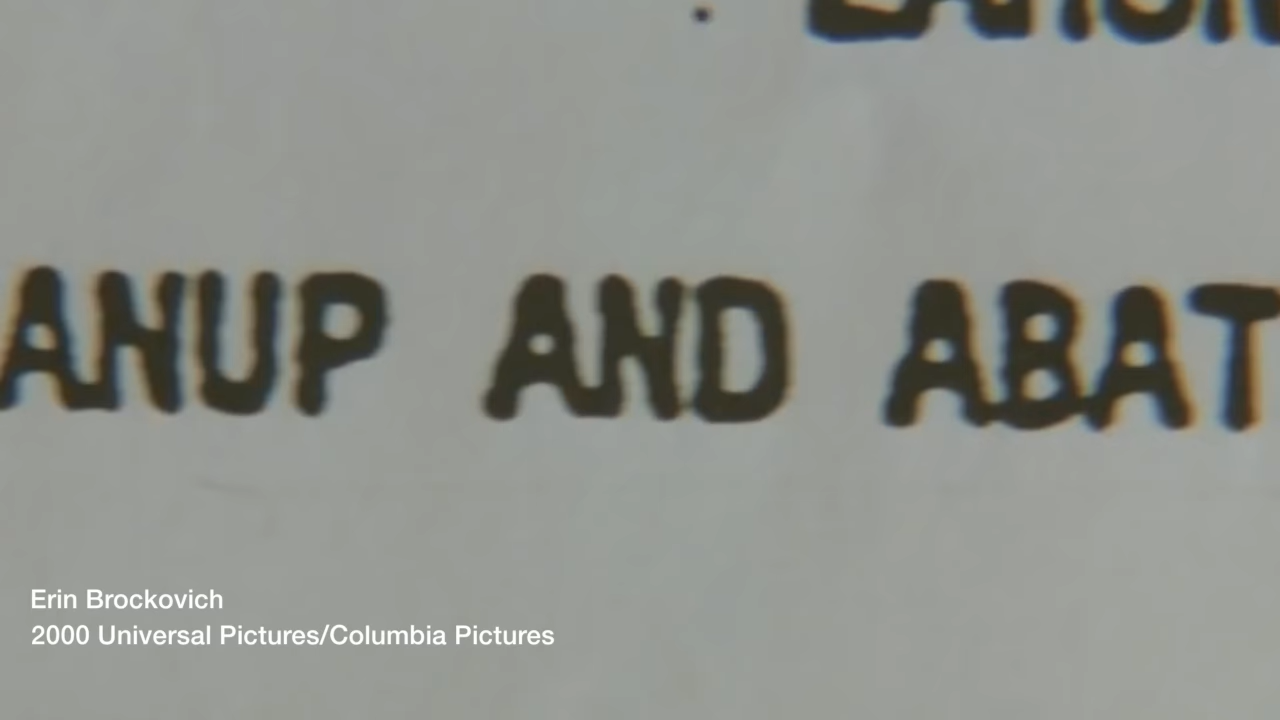 ANUP AND ABAT
Erin Brockovich
2000 Universal Pictures/Columbia Pictures